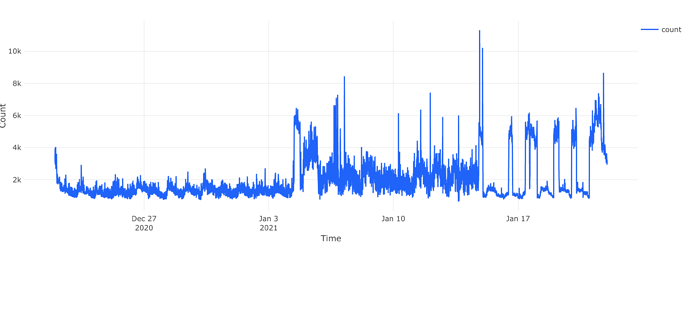 count
10k
8k
6k
4k
2k
Count
Dec 27
2020
Jan 3
2021
Jan 10
Jan 17
Time